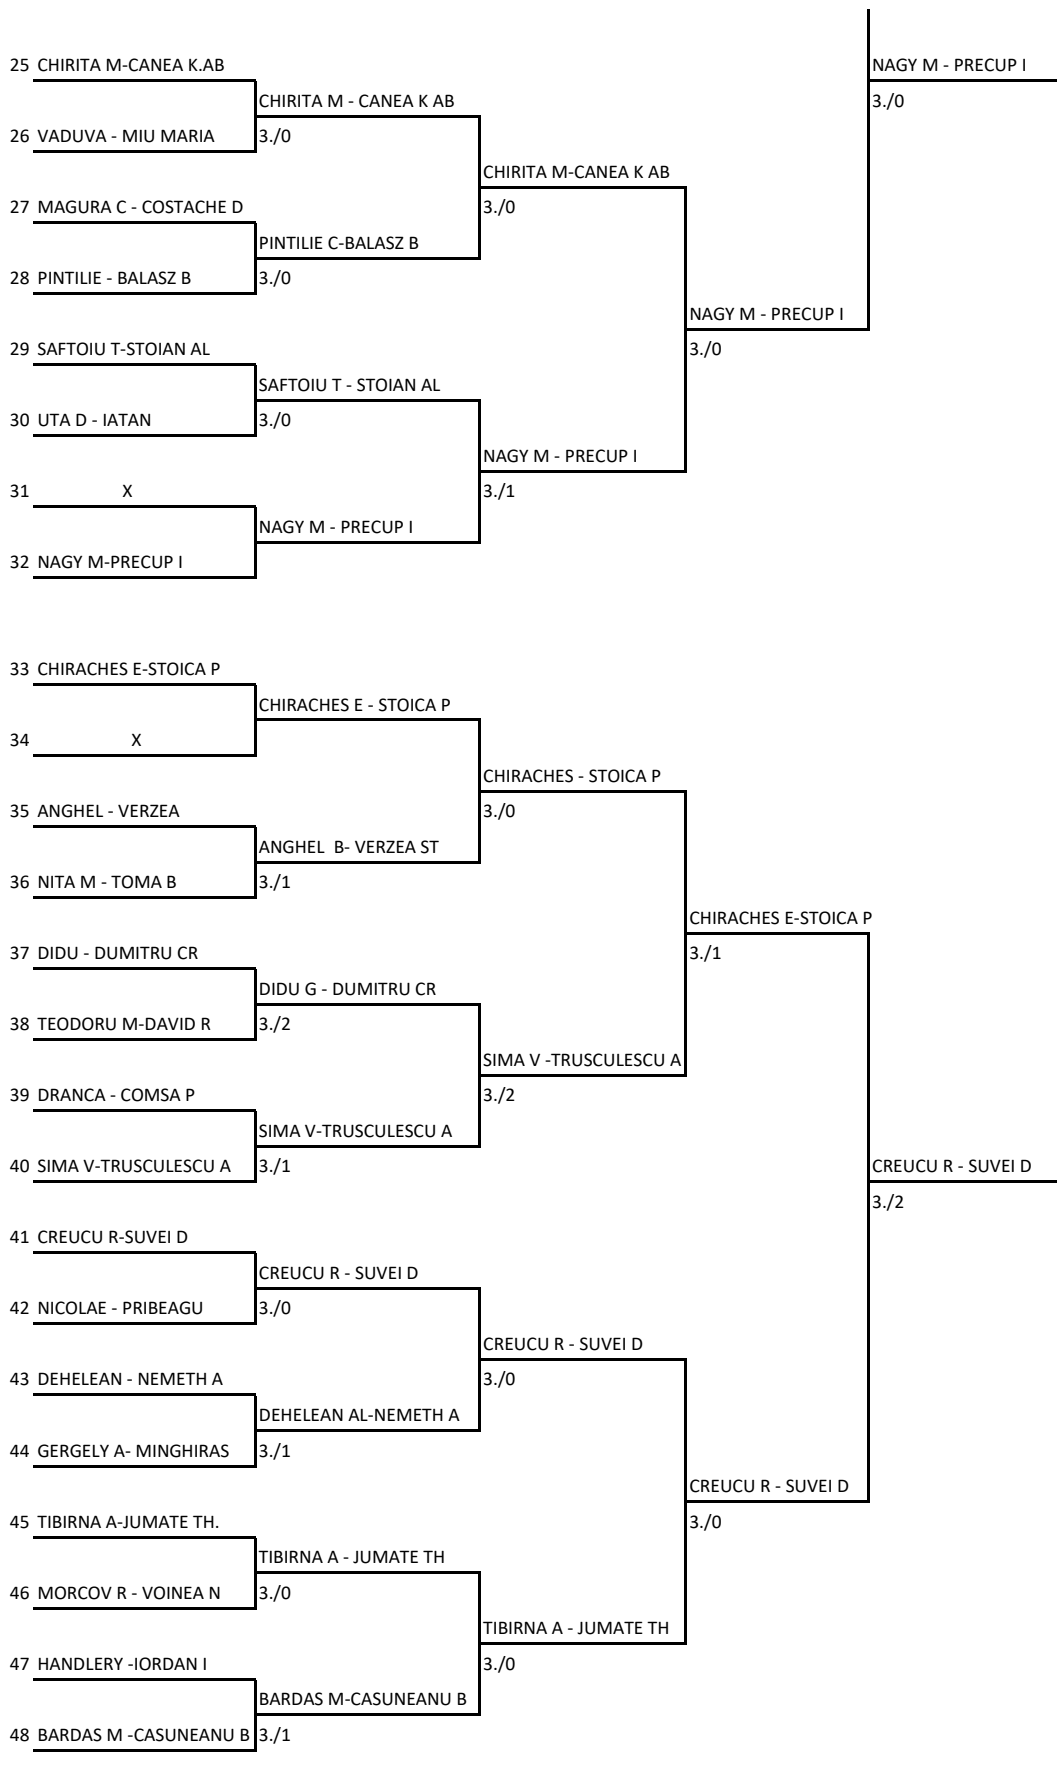 NAGY M - PRECUP I
3./0
25 CHIRITA M-CANEA K.AB
CHIRITA M - CANEA K AB
26 VADUVA - MIU MARIA
3./0
CHIRITA M-CANEA K AB
3./0
27 MAGURA C - COSTACHE D
PINTILIE C-BALASZ B
28 PINTILIE - BALASZ B
3./0
NAGY M - PRECUP I
3./0
29 SAFTOIU T-STOIAN AL
SAFTOIU T - STOIAN AL
30 UTA D - IATAN
3./0
NAGY M - PRECUP I
3./1
31 X
NAGY M - PRECUP I
32 NAGY M-PRECUP I
33 CHIRACHES E-STOICA P
CHIRACHES E - STOICA P
34 X
CHIRACHES - STOICA P
3./0
35 ANGHEL - VERZEA
ANGHEL  B- VERZEA ST
36 NITA M - TOMA B
3./1
CHIRACHES E-STOICA P
3./1
37 DIDU - DUMITRU CR
DIDU G - DUMITRU CR
38 TEODORU M-DAVID R
3./2
SIMA V -TRUSCULESCU A
3./2
39 DRANCA - COMSA P
SIMA V-TRUSCULESCU A
40 SIMA V-TRUSCULESCU A
3./1
CREUCU R - SUVEI D
3./2
41 CREUCU R-SUVEI D
CREUCU R - SUVEI D
42 NICOLAE - PRIBEAGU
3./0
CREUCU R - SUVEI D
3./0
43 DEHELEAN - NEMETH A
DEHELEAN AL-NEMETH A
44 GERGELY A- MINGHIRAS
3./1
CREUCU R - SUVEI D
3./0
45 TIBIRNA A-JUMATE TH.
TIBIRNA A - JUMATE TH
46 MORCOV R - VOINEA N
3./0
TIBIRNA A - JUMATE TH
3./0
47 HANDLERY -IORDAN I
BARDAS M-CASUNEANU B
48 BARDAS M -CASUNEANU B
3./1